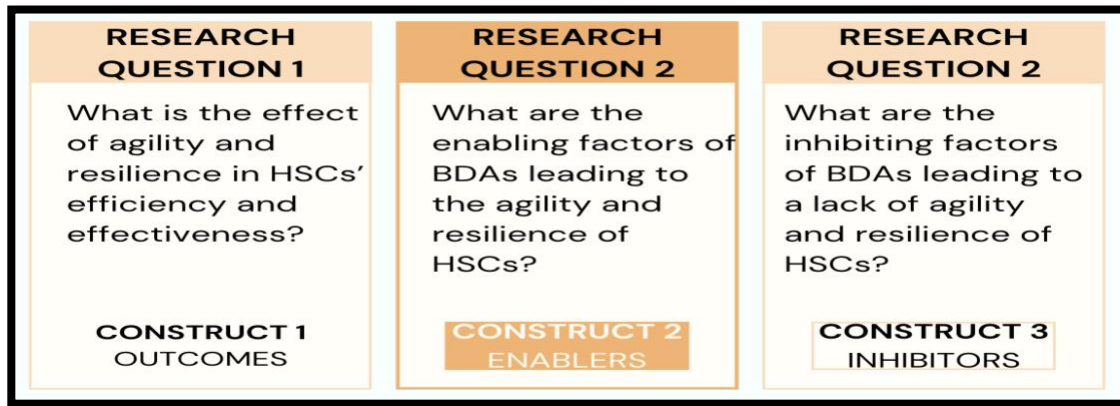 RESEARCH
QUESTION 1
What is the effect
of agility and
resilience in HSCs'
efficiency and
effectiveness?
CONSTRUCT 1
OUTCOMES
RESEARCH
QUESTION 2
What are the
enabling factors of
BDAs leading to
the agility and
resilience of
HSCs?
CONSTRUCT 2
ENABLERS
RESEARCH
QUESTION 2
What are the
inhibiting factors
of BDAs leading to
a lack of agility
and resilience of
HSCs?
CONSTRUCT 3
INHIBITORS